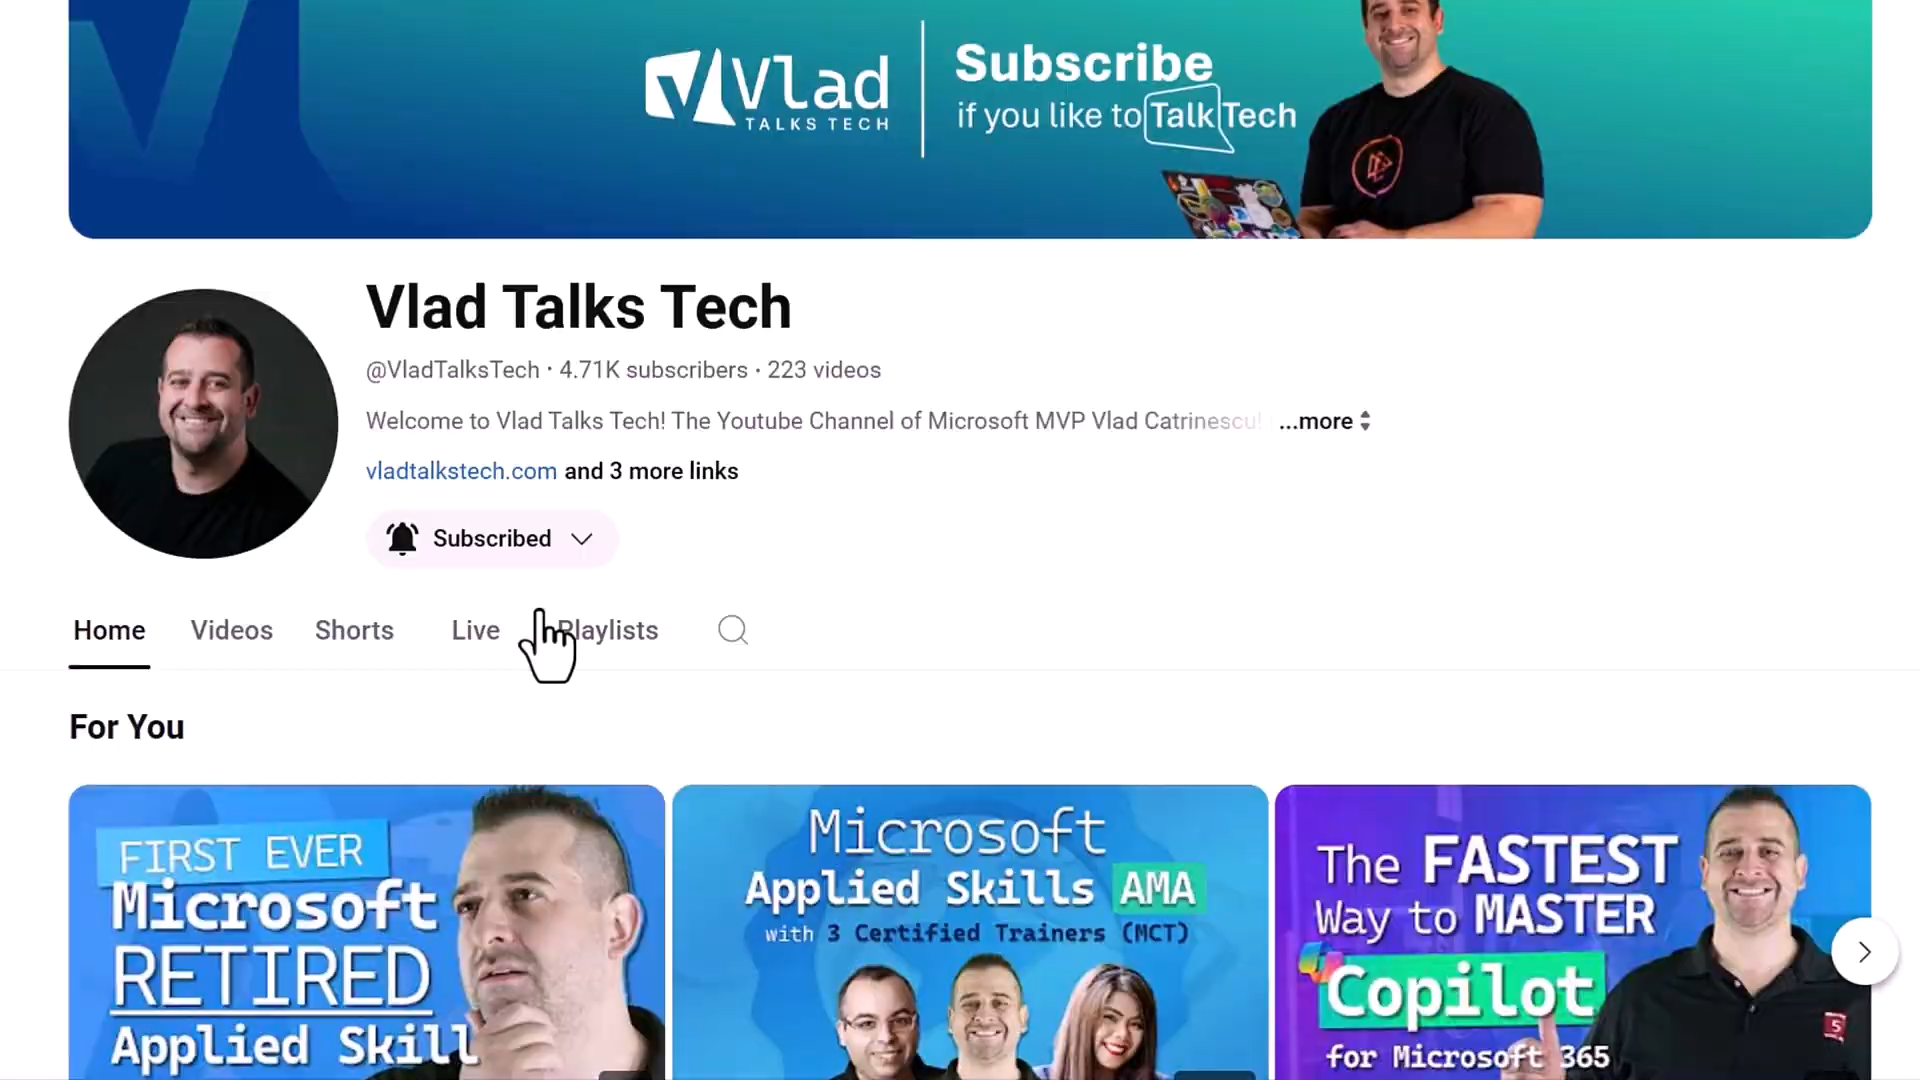 Vlad
TALKS TECH
Subscribe
if you like to Talk Tech
Vlad Talks Tech
@VladTalksTech • 4.71K subscribers • 223 videos
Welcome to Vlad Talks Tech! The Youtube Channel of Microsoft MVP Vlad Catrinescu! ...more
vladtalkstech.com and 3 more links
Subscribed
Home Videos Shorts Live Playlists
For You
FIRST EVER
Microsoft
RETIRED
Applied Skill
Microsoft
Applied Skills AMA
with 3 Certified Trainers (MCT)
The FASTEST
Way to MASTER
Copilot
for Microsoft 365
5